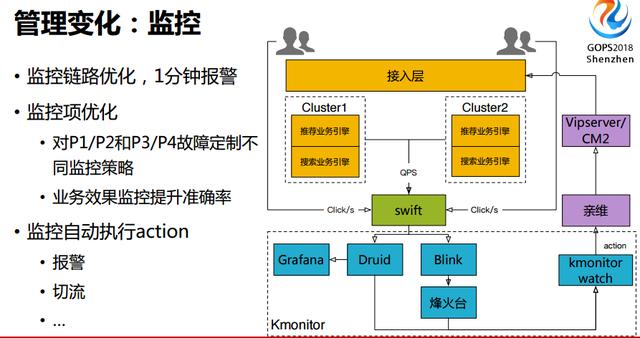 管理变化：监控
GOPS2018
Shenzhen
• 监控链路优化，1分钟报警
• 监控项优化
• 对P1/P2和P3/P4故障定制不
同监控策略
• 业务效果监控提升准确率
• 监控自动执行action
• 报警
• 切流
• ...
接入层
Cluster1
推荐业务引擎
搜索业务引擎
Cluster2
推荐业务引擎
搜索业务引擎
QPS
Click/s
swift
Click/s
Vipserver/
CM2
亲维
action
kmonitor
watch
Grafana
Druid
Blink
烽火台
Kmonitor